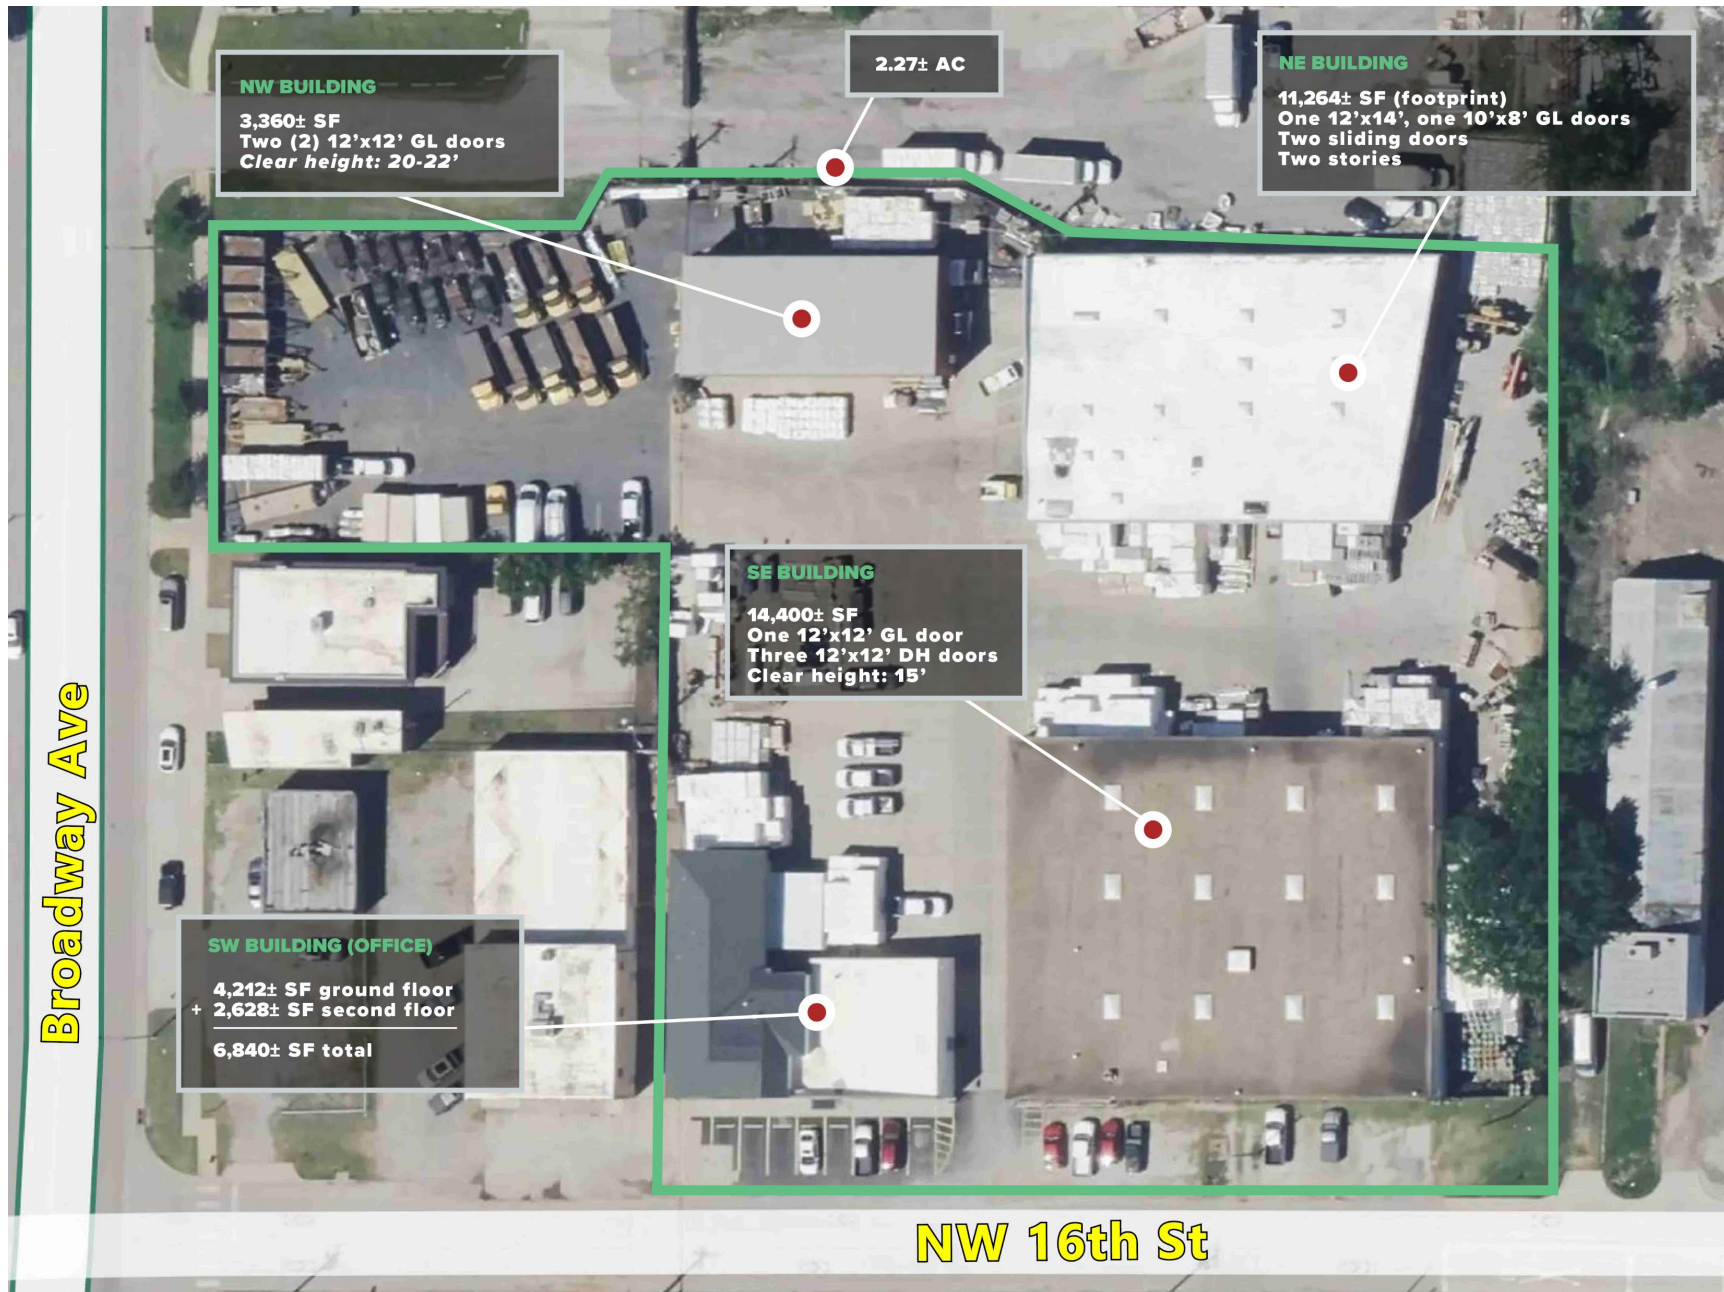 2.27± AC
NW BUILDING
3,360± SF
Two (2) 12’x12’ GL doors
Clear height: 20-22’
NE BUILDING
11,264± SF (footprint)
One 12’x14’, one 10’x8’ GL doors
Two sliding doors
Two stories
SE BUILDING
14,400± SF
One 12’x12’ GL door
Three 12’x12’ DH doors
Clear height: 15’
SW BUILDING (OFFICE)
4,212± SF ground floor
+ 2,628± SF second floor
6,840± SF total
Broadway Ave
NW 16th St